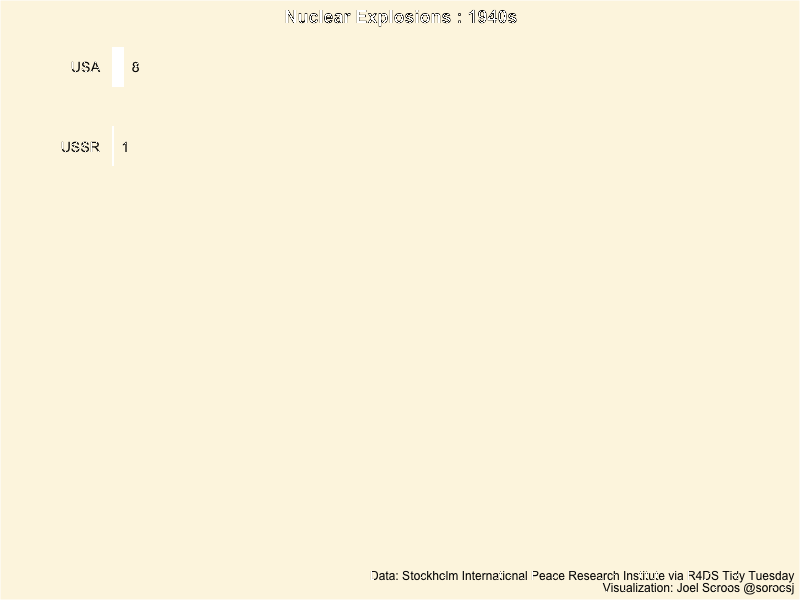 Nuclear Explosions : 1940s
USA 8
USSR 1
Data: Stockholm International Peace Research Institute via R4DS Tidy Tuesday
Visualization: Joel Soroos @sorocsj